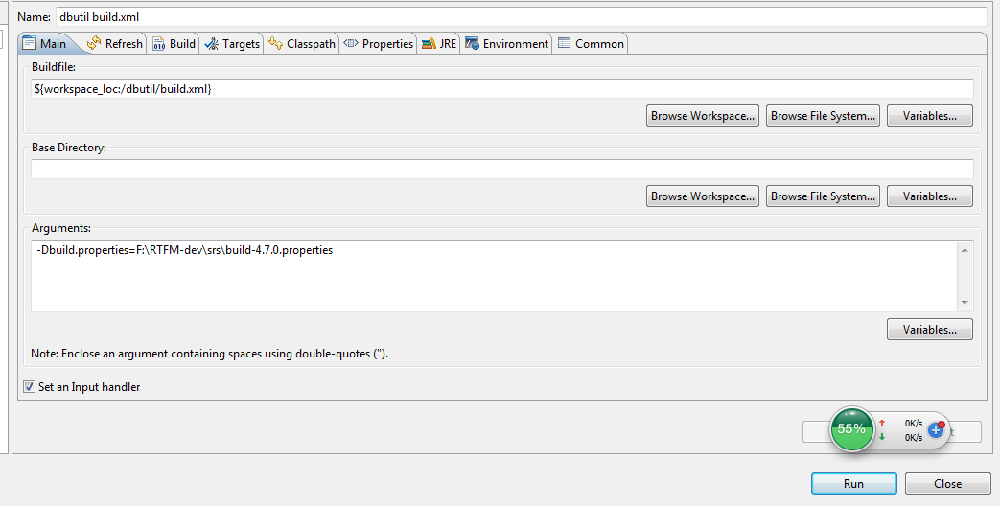 Name: dbutil build.xml
Main Refresh Build Targets Classpath Properties JRE Environment Common
Buildfile:
${workspace_loc:/dbutil/build.xml}
Browse Workspace... Browse File System... Variables...
Base Directory:
Browse Workspace... Browse File System... Variables...
Arguments:
-Dbuild.properties=F:\RTFM-dev\srs\build-4.7.0.properties
Variables...
Note: Enclose an argument containing spaces using double-quotes (").
Set an Input handler
55% 0K/s
0K/s
Run Close